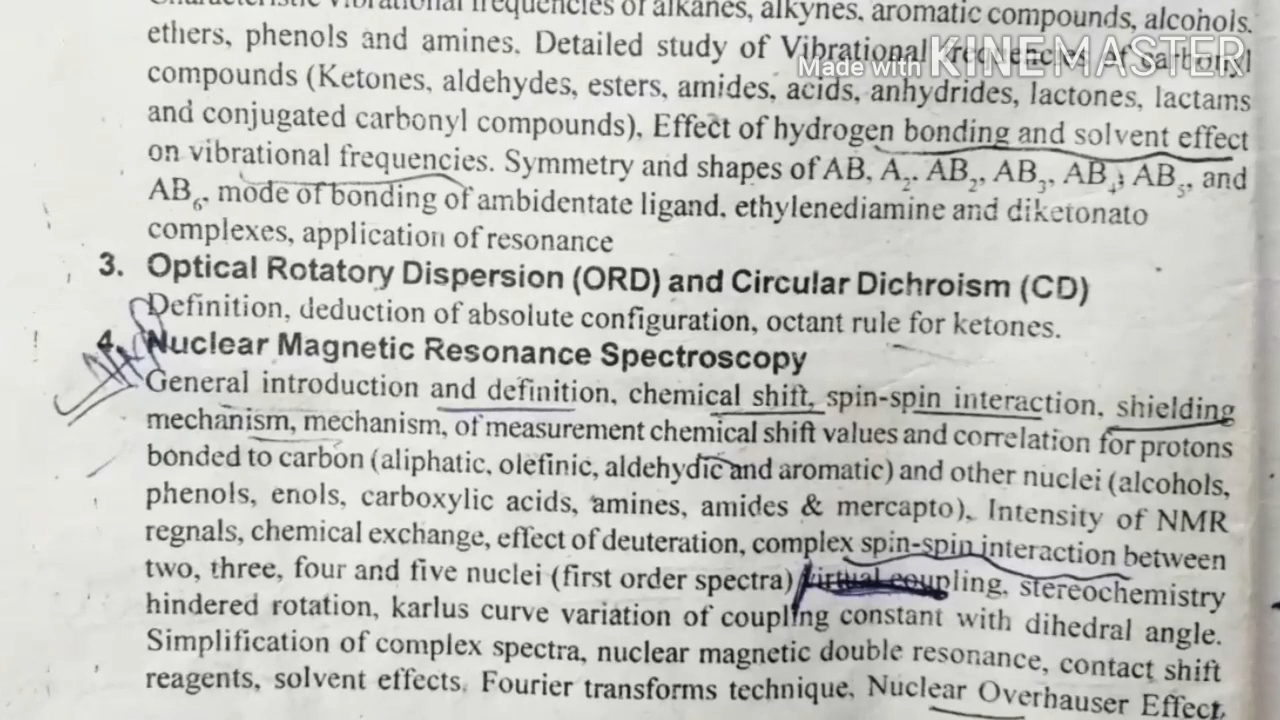 Characteristic vibrational frequencies of alkanes, alkynes, aromatic compounds, alcohols,
ethers, phenols and amines. Detailed study of Vibrational frequencies of carbonyl
Made with KINEMASTER
compounds (Ketones, aldehydes, esters, amides, acids, anhydrides, lactones, lactams
and conjugated carbonyl compounds), Effect of hydrogen bonding and solvent effect
on vibrational frequencies. Symmetry and shapes of AB, A₂, AB₂, AB₃, AB₄, AB₅, and
AB₆, mode of bonding of ambidentate ligand, ethylenediamine and diketonato
complexes, application of resonance
3. Optical Rotatory Dispersion (ORD) and Circular Dichroism (CD)
Definition, deduction of absolute configuration, octant rule for ketones.
4. Nuclear Magnetic Resonance Spectroscopy
General introduction and definition, chemical shift, spin-spin interaction, shielding
mechanism, mechanism, of measurement chemical shift values and correlation for protons
bonded to carbon (aliphatic, olefinic, aldehydic and aromatic) and other nuclei (alcohols,
phenols, enols, carboxylic acids, amines, amides & mercapto), Intensity of NMR
regnals, chemical exchange, effect of deuteration, complex spin-spin interaction between
two, three, four and five nuclei (first order spectra) virtual coupling, stereochemistry
hindered rotation, karlus curve variation of coupling constant with dihedral angle.
Simplification of complex spectra, nuclear magnetic double resonance, contact shift
reagents, solvent effects, Fourier transforms technique, Nuclear Overhauser Effect,